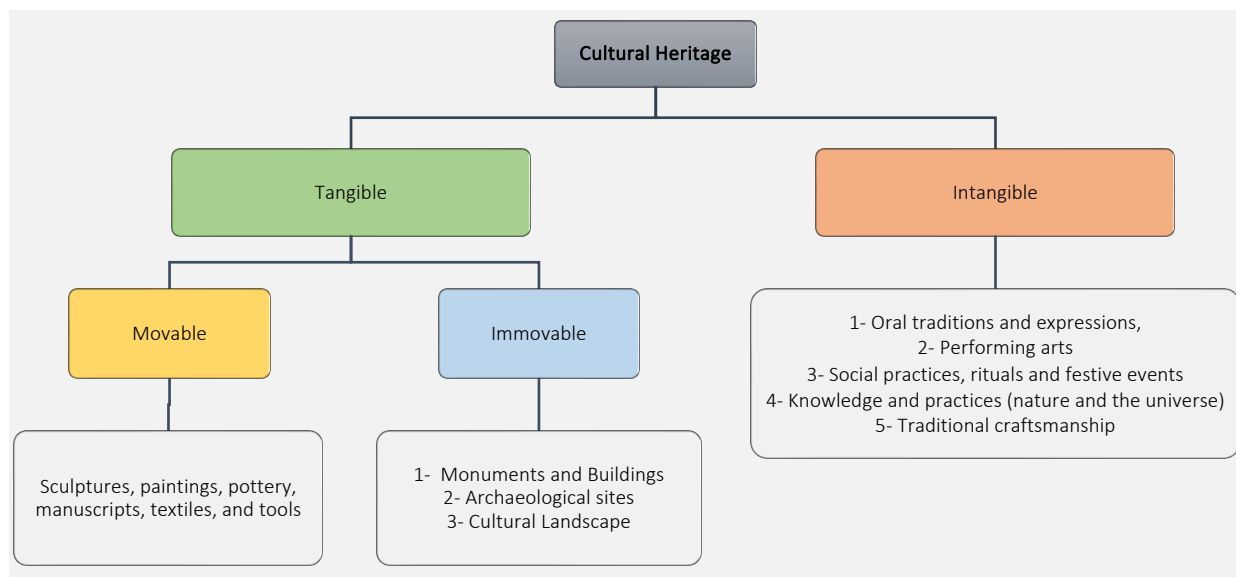 Cultural Heritage
Tangible
Intangible
Movable
Immovable
1- Oral traditions and expressions,
2- Performing arts
3- Social practices, rituals and festive events
4- Knowledge and practices (nature and the universe)
5- Traditional craftsmanship
Sculptures, paintings, pottery,
manuscripts, textiles, and tools
1- Monuments and Buildings
2- Archaeological sites
3- Cultural Landscape